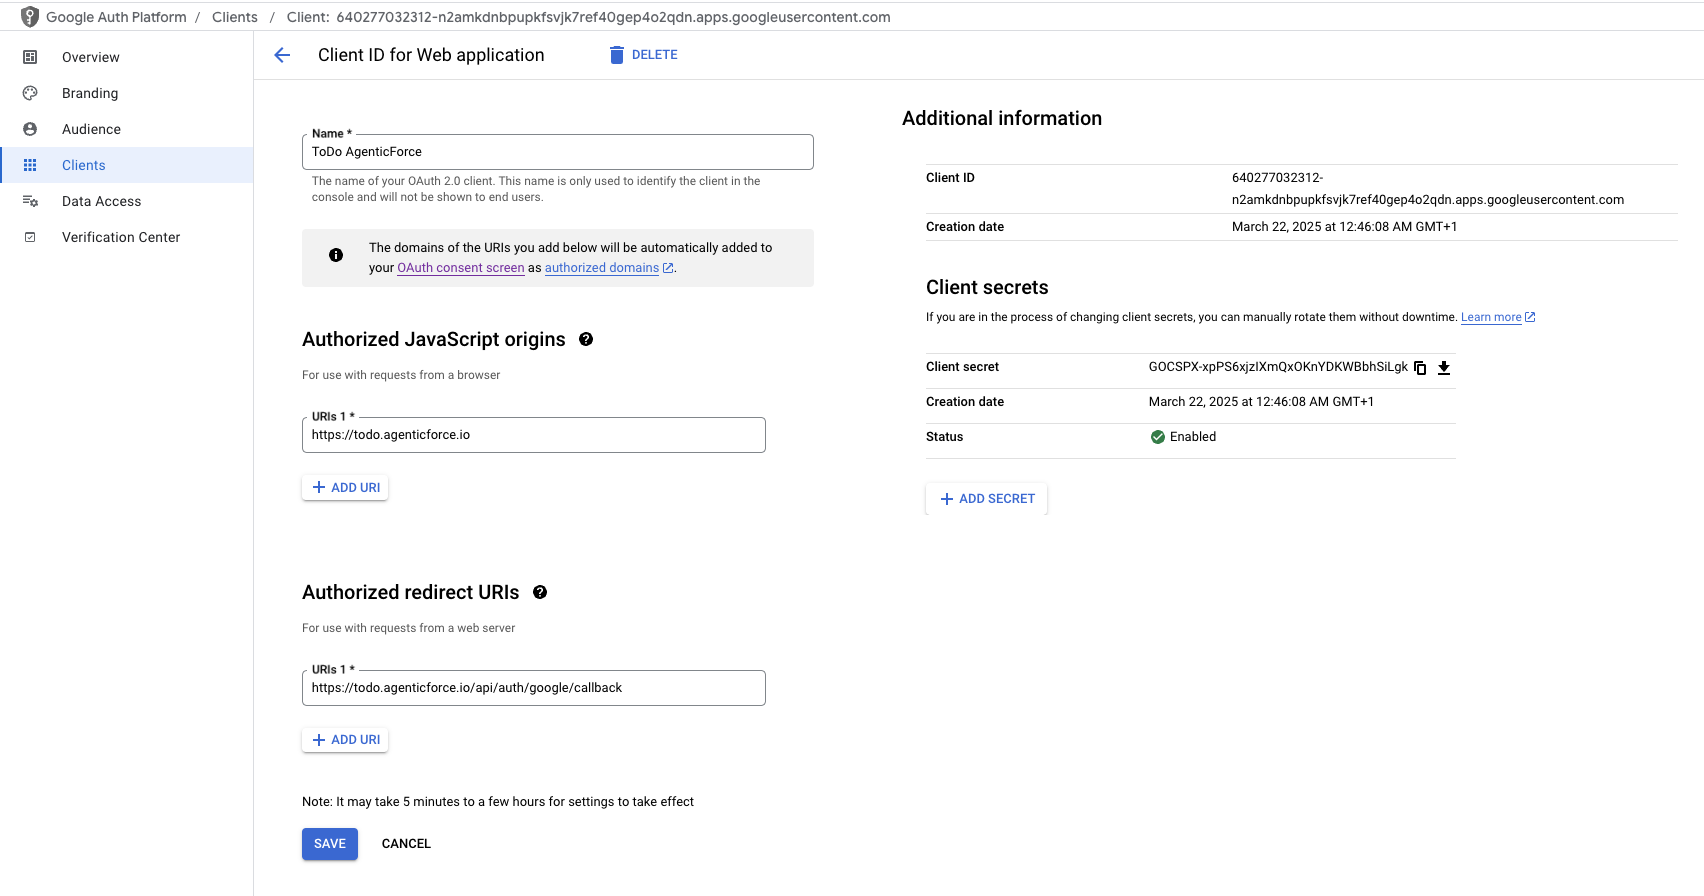 Google Auth Platform / Clients / Client: 640277032312-n2amkdnbpupkfsvjk7ref40gep4o2qdn.apps.googleusercontent.com
Overview
Branding
Audience
Clients
Data Access
Verification Center
Client ID for Web application
DELETE
Name *
ToDo AgenticForce
The name of your OAuth 2.0 client. This name is only used to identify the client in the
console and will not be shown to end users.
The domains of the URIs you add below will be automatically added to
your OAuth consent screen as authorized domains.
Authorized JavaScript origins
For use with requests from a browser
URIs 1 *
https://todo.agenticforce.io
ADD URI
Authorized redirect URIs
For use with requests from a web server
URIs 1 *
https://todo.agenticforce.io/api/auth/google/callback
ADD URI
Note: It may take 5 minutes to a few hours for settings to take effect
SAVE
CANCEL
Additional information
Client ID
640277032312-
n2amkdnbpupkfsvjk7ref40gep4o2qdn.apps.googleusercontent.com
Creation date
March 22, 2025 at 12:46:08 AM GMT+1
Client secrets
If you are in the process of changing client secrets, you can manually rotate them without downtime. Learn more
Client secret
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
Creation date
March 22, 2025 at 12:46:08 AM GMT+1
Status
Enabled
ADD SECRET